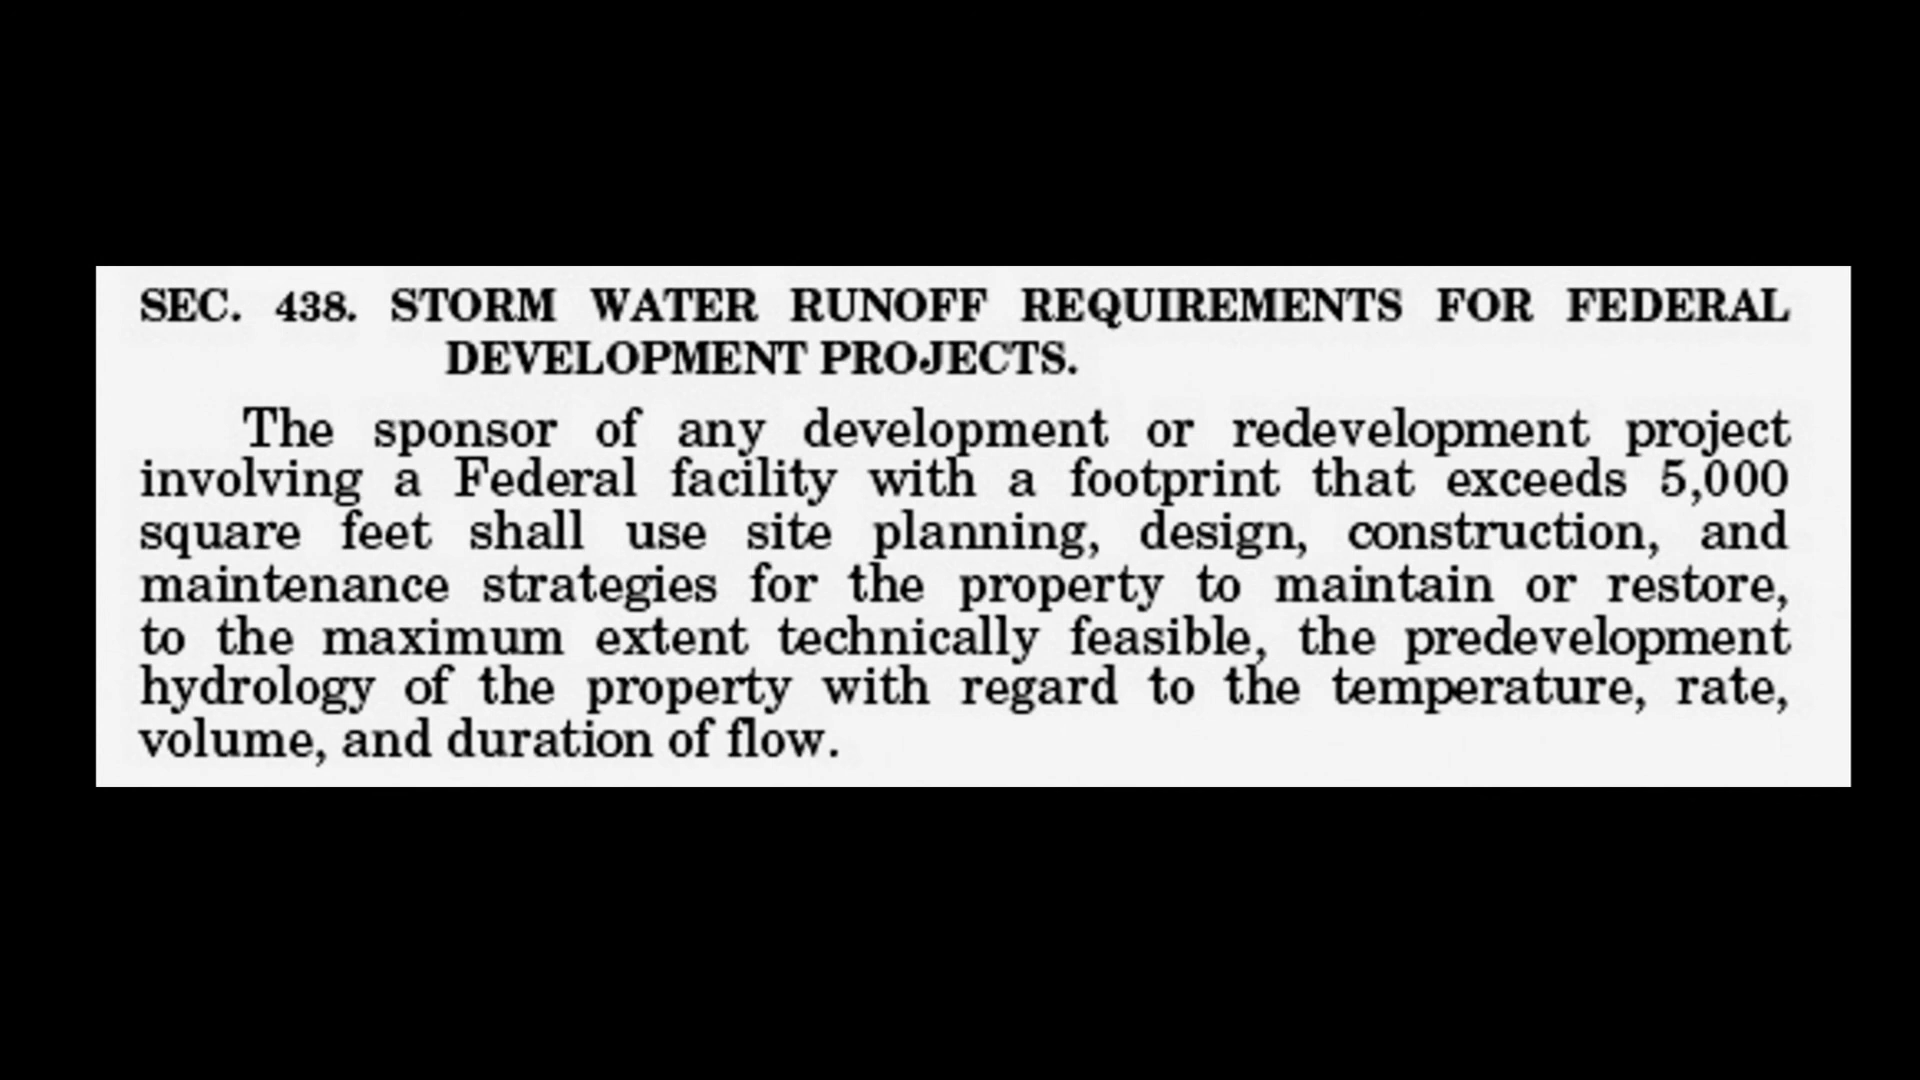 SEC. 438. STORM WATER RUNOFF REQUIREMENTS FOR FEDERAL
DEVELOPMENT PROJECTS.
The sponsor of any development or redevelopment project
involving a Federal facility with a footprint that exceeds 5,000
square feet shall use site planning, design, construction, and
maintenance strategies for the property to maintain or restore,
to the maximum extent technically feasible, the predevelopment
hydrology of the property with regard to the temperature, rate,
volume, and duration of flow.